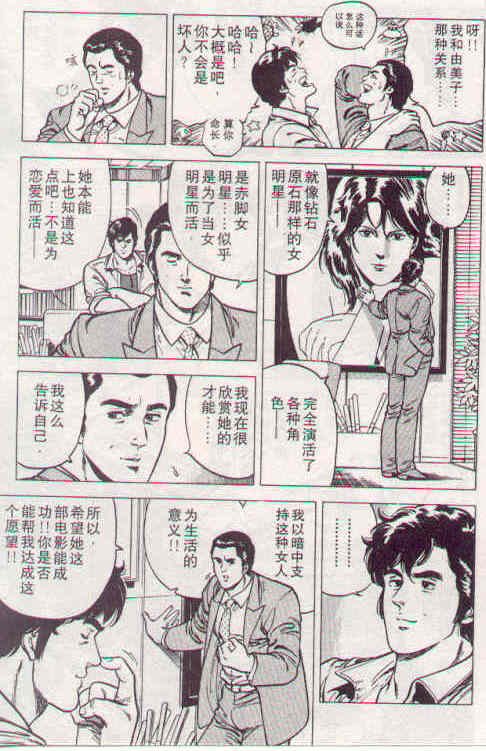 呀!!
我和由美子…
那种关系……
这种话
怎么可
以说
哈～
哈哈!
大概是吧，
你不会是
坏人?
算你
命长
咳
她……
就像钻石
原石那样的女
明星──
是赤脚女
明星……似乎
是为了当女
明星而活，
她本能
上也知道这
点吧…不是为
恋爱而活──
完全演活了
各种角
色──
我现在很
欣赏她的
才能……
我这么
告诉自己，
…………
…………
我以暗中支
持这种女人
为生活的
意义!!
所以，
希望她这
部电影能成
功!!你是否
能帮我达成这
个愿望!!